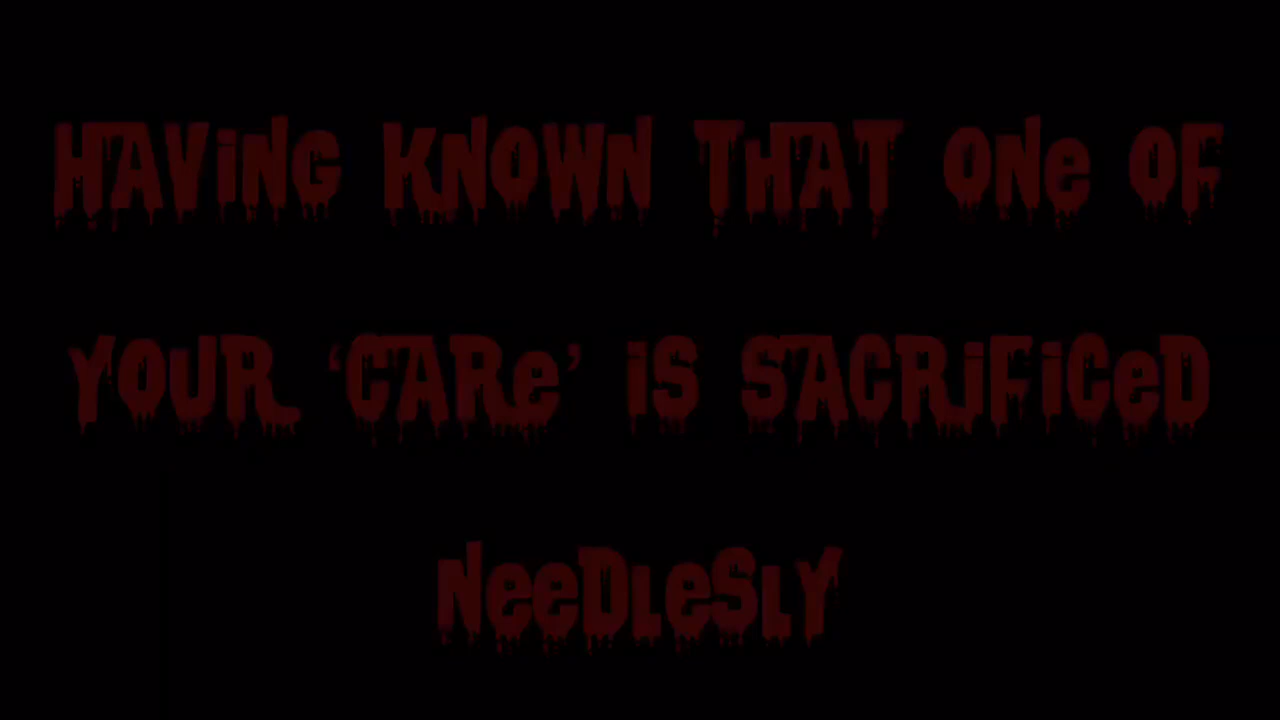 HAViNG KNOWN THAT ONe OF
YOUR ‘CARe’ iS SACRiFiCeD
NeeDLeSLY